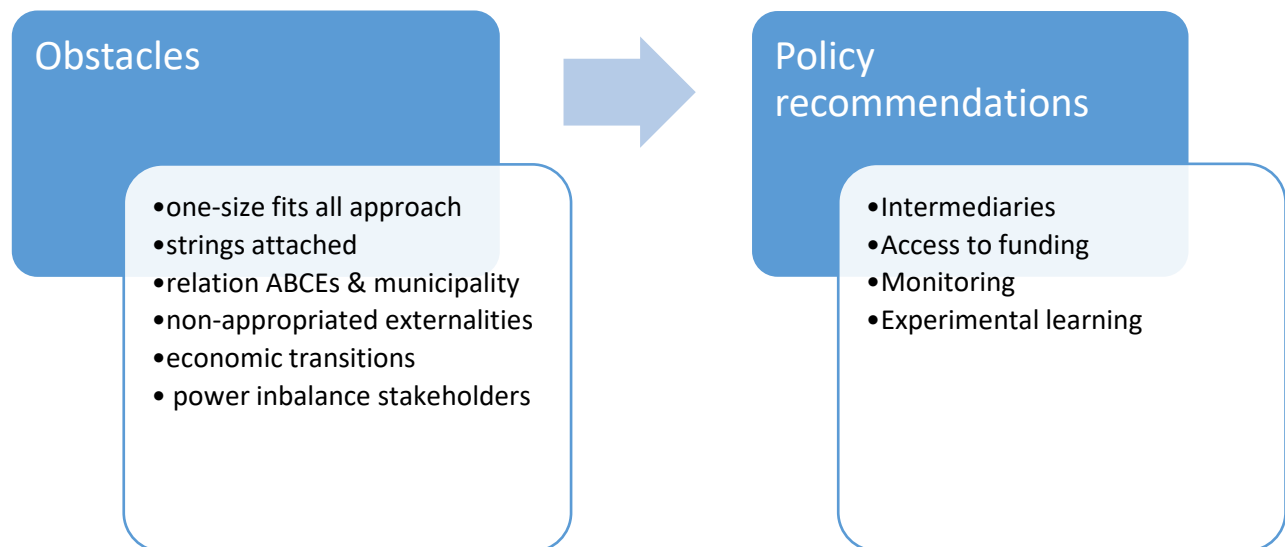 Obstacles
•one-size fits all approach
•strings attached
•relation ABCEs & municipality
•non-appropriated externalities
•economic transitions
• power inbalance stakeholders
Policy
recommendations
•Intermediaries
•Access to funding
•Monitoring
•Experimental learning